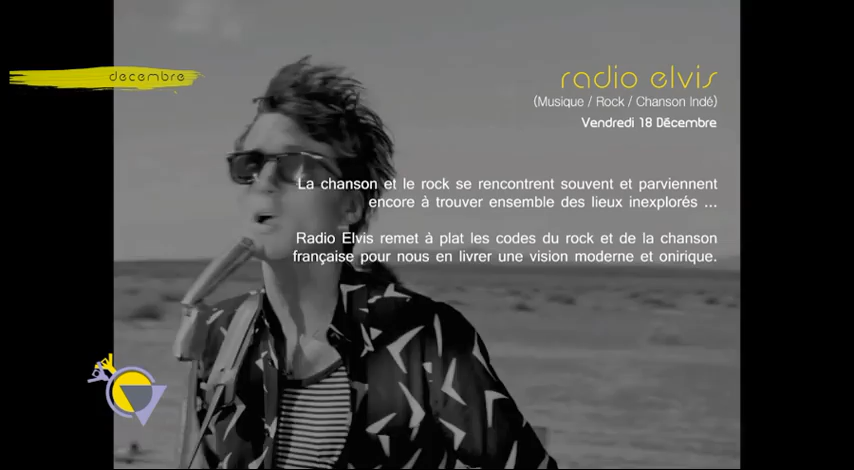 decembre
radio elvis
(Musique / Rock / Chanson Indé)
Vendredi 18 Décembre
La chanson et le rock se rencontrent souvent et parviennent
encore à trouver ensemble des lieux inexplorés ...
Radio Elvis remet à plat les codes du rock et de la chanson
française pour nous en livrer une vision moderne et onirique.